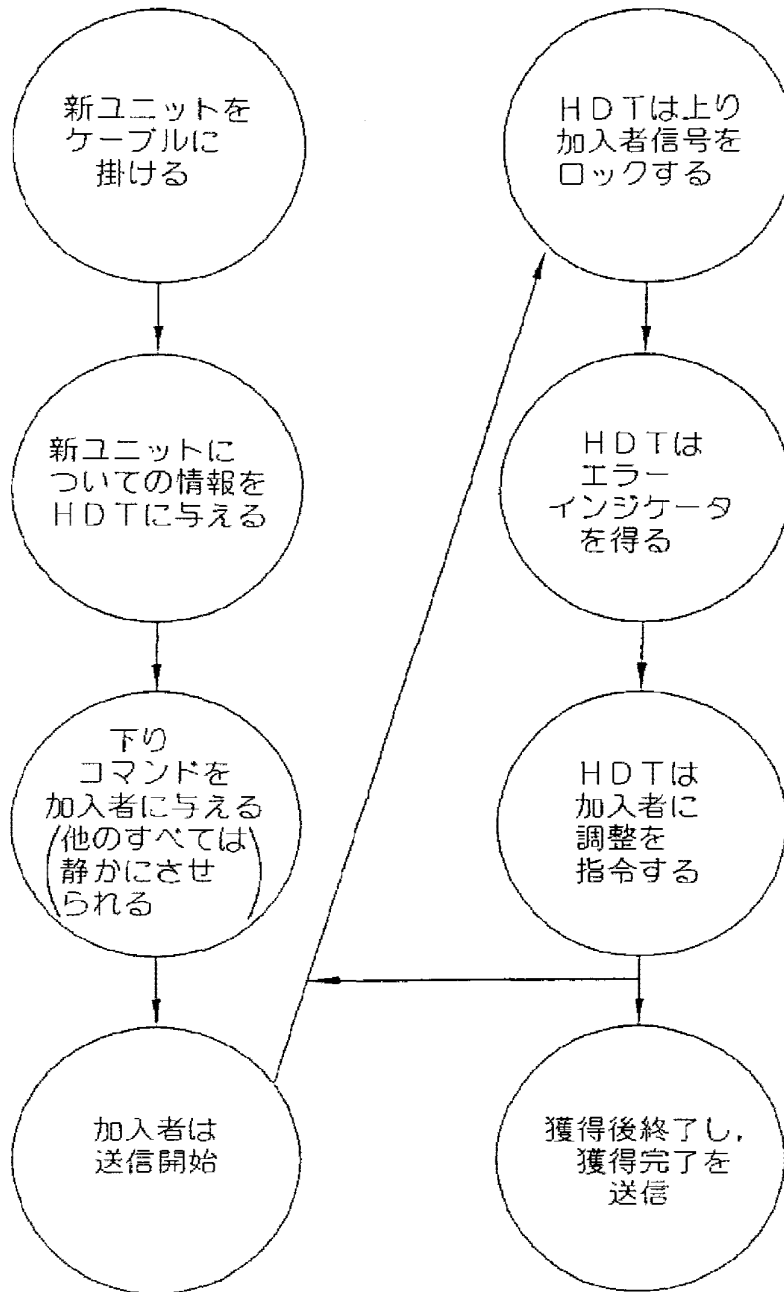 新ユニットを
ケーブルに
掛ける
新ユニットに
ついての情報を
HDTに与える
下り
コマンドを
加入者に与える
(他のすべては
静かにさせ
られる)
加入者は
送信開始
HDTは上り
加入者信号を
ロックする
HDTは
エラー
インジケータ
を得る
HDTは
加入者に
調整を
指令する
獲得後終了し,
獲得完了を
送信